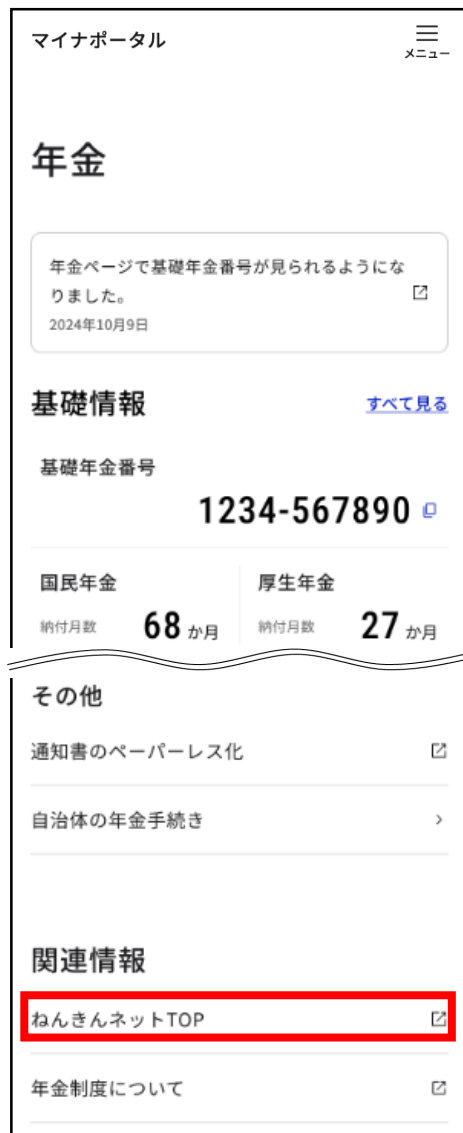 マイナポータル
メニュー
年金
年金ページで基礎年金番号が見られるようにな
りました。
2024年10月9日
基礎情報
すべて見る
基礎年金番号
1234-567890
国民年金
厚生年金
納付月数 68 か月
納付月数 27 か月
その他
通知書のペーパーレス化
自治体の年金手続き
関連情報
ねんきんネットTOP
年金制度について